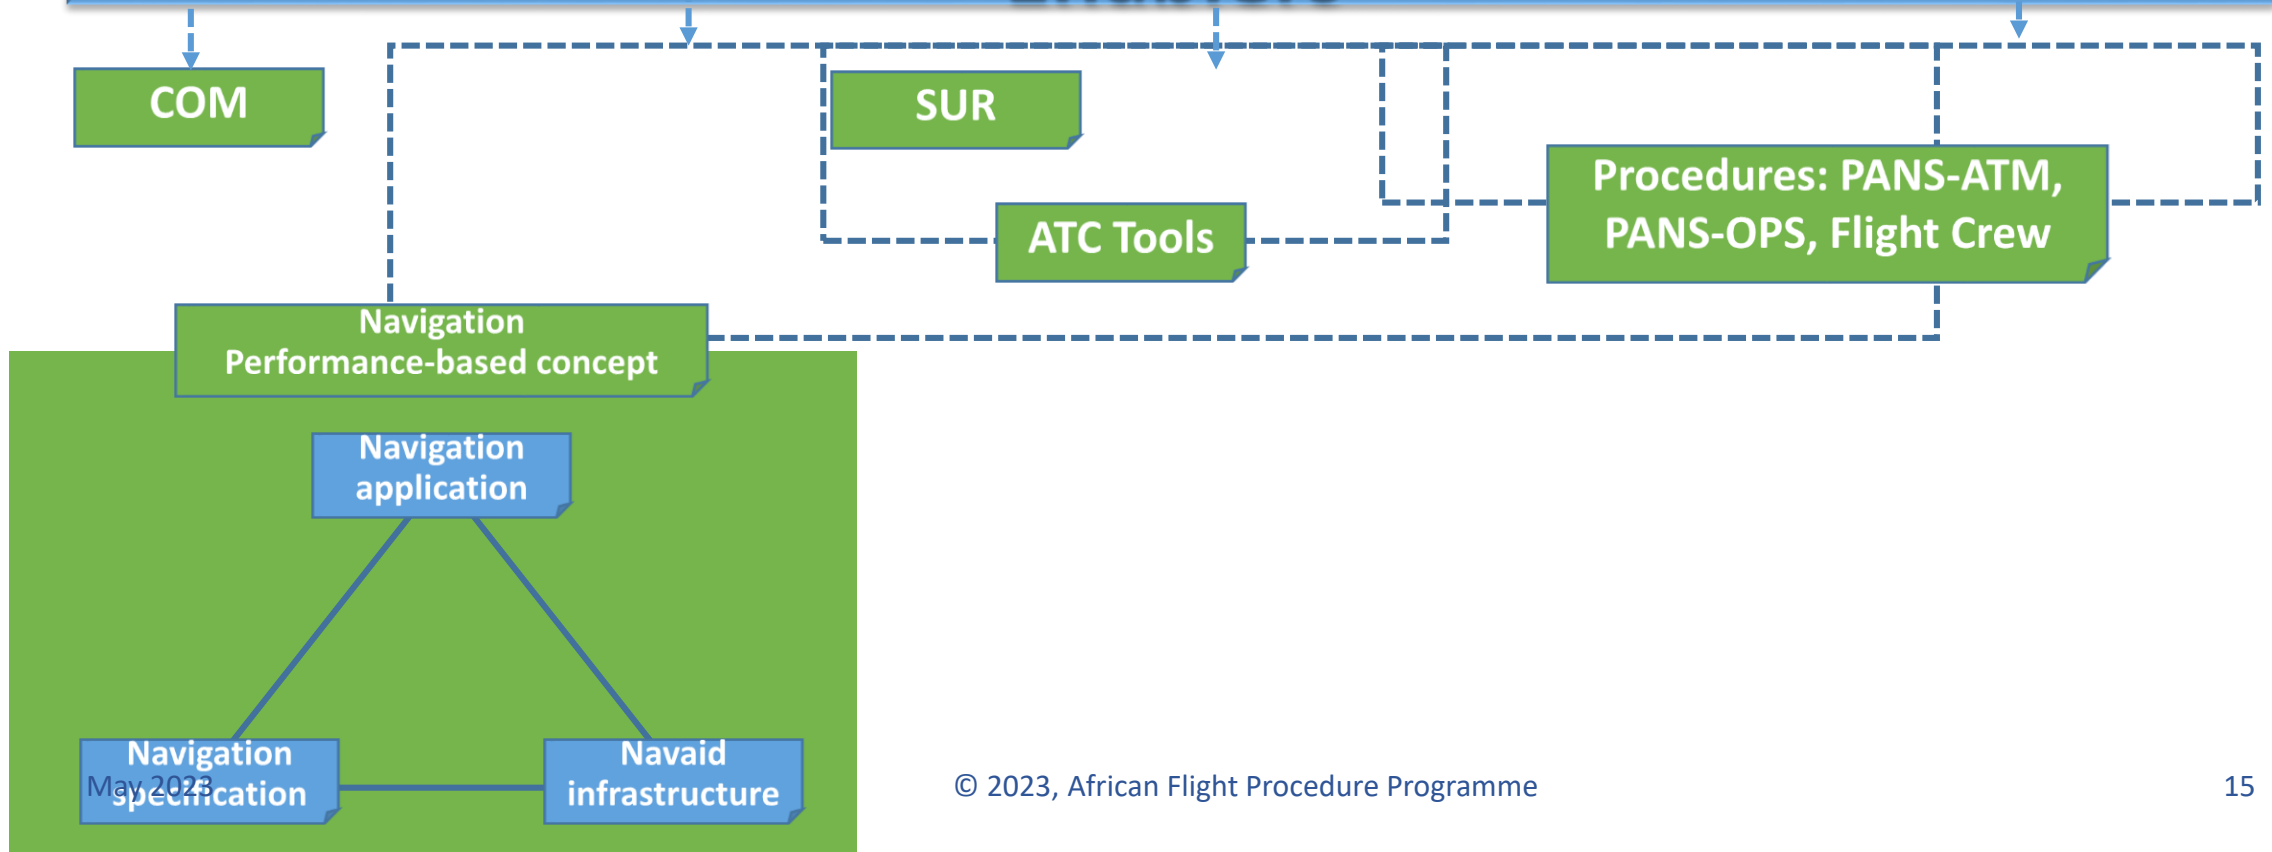 COM
SUR
Procedures: PANS-ATM,
PANS-OPS, Flight Crew
ATC Tools
Navigation
Performance-based concept
Navigation
application
Navigation
specification
Navaid
infrastructure
May 2023
© 2023, African Flight Procedure Programme
15